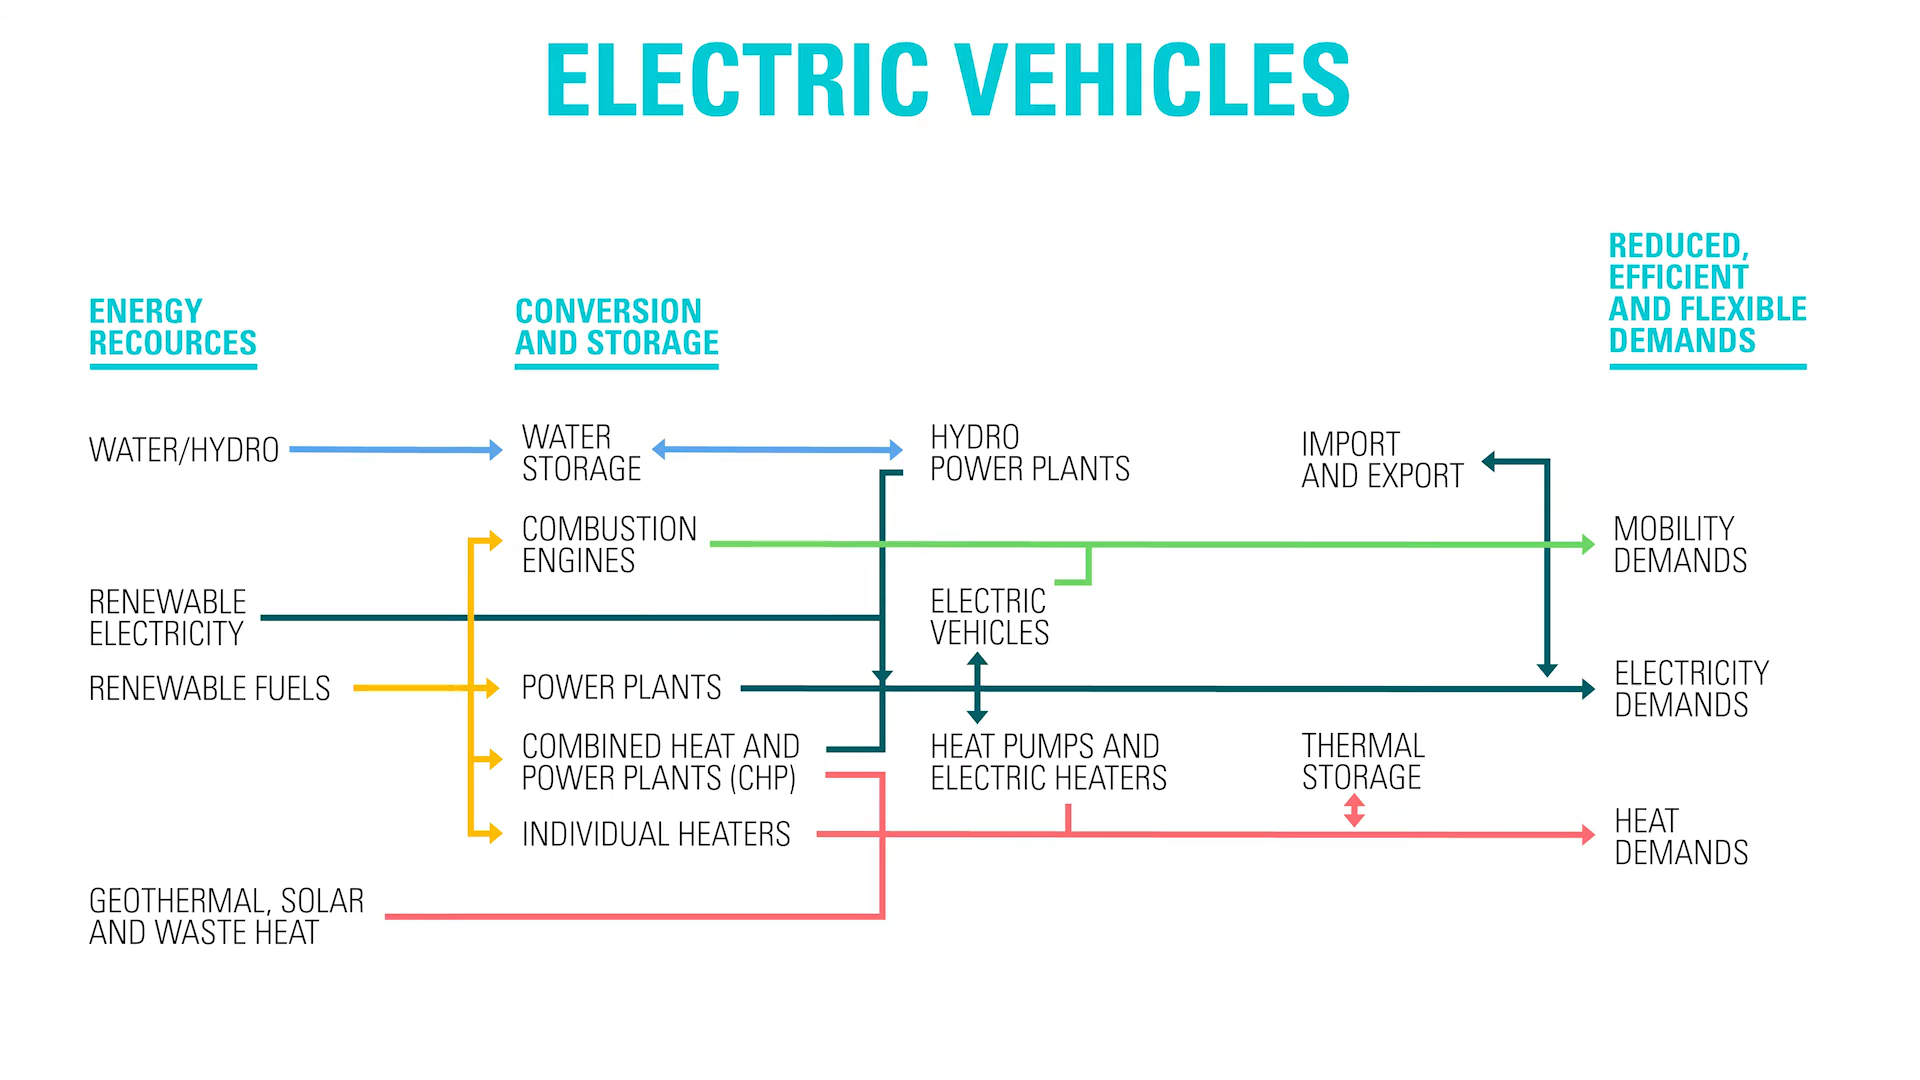 ELECTRIC VEHICLES
REDUCED,
EFFICIENT
AND FLEXIBLE
DEMANDS
ENERGY
RECOURCES
CONVERSION
AND STORAGE
WATER/HYDRO
WATER
STORAGE
HYDRO
POWER PLANTS
IMPORT
AND EXPORT
COMBUSTION
ENGINES
MOBILITY
DEMANDS
RENEWABLE
ELECTRICITY
ELECTRIC
VEHICLES
RENEWABLE FUELS
POWER PLANTS
ELECTRICITY
DEMANDS
COMBINED HEAT AND
POWER PLANTS (CHP)
HEAT PUMPS AND
ELECTRIC HEATERS
THERMAL
STORAGE
INDIVIDUAL HEATERS
HEAT
DEMANDS
GEOTHERMAL, SOLAR
AND WASTE HEAT